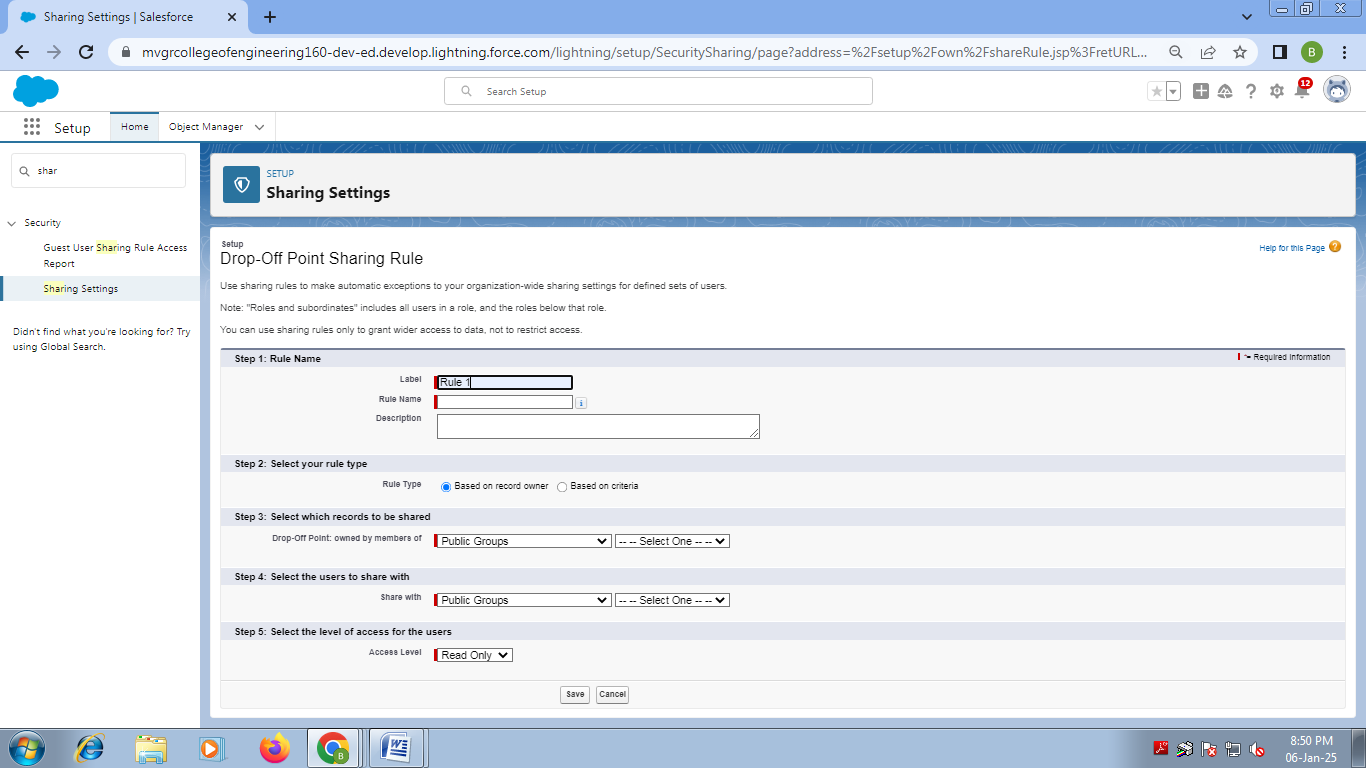 Sharing Settings | Salesforce
mvgrcollegeofengineering160-dev-ed.develop.lightning.force.com/lightning/setup/SecuritySharing/page?address=%2Fsetup%2Fown%2FshareRule.jsp%3FretURL...
B
Search Setup
12
Setup
Home
Object Manager
shar
Security
Guest User Sharing Rule Access
Report
Sharing Settings
Didn't find what you're looking for? Try
using Global Search.
SETUP
Sharing Settings
Setup
Drop-Off Point Sharing Rule
Help for this Page
Use sharing rules to make automatic exceptions to your organization-wide sharing settings for defined sets of users.
Note: "Roles and subordinates" includes all users in a role, and the roles below that role.
You can use sharing rules only to grant wider access to data, not to restrict access.
Step 1: Rule Name
= Required Information
Label
Rule 1
Rule Name
i
Description
Step 2: Select your rule type
Rule Type
Based on record owner
Based on criteria
Step 3: Select which records to be shared
Drop-Off Point: owned by members of
Public Groups
-- -- Select One -- --
Step 4: Select the users to share with
Share with
Public Groups
-- -- Select One -- --
Step 5: Select the level of access for the users
Access Level
Read Only
Save
Cancel
B
8:50 PM
06-Jan-25